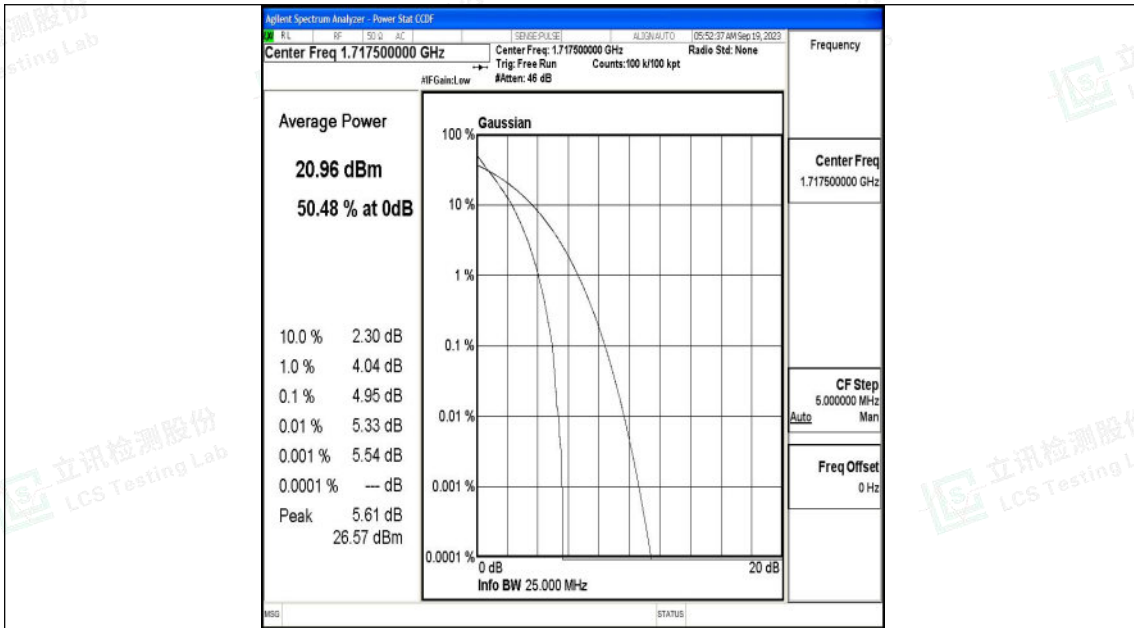 Agilent Spectrum Analyzer - Power Stat CCDF
RL RF 50 Ω AC SENSE:PULSE ALIGNAUTO 05:52:37 AM Sep 19, 2023
Center Freq 1.717500000 GHz
Center Freq: 1.717500000 GHz
Radio Std: None
Trig: Free Run Counts:100 k/100 kpt
#IFGain:Low #Atten: 46 dB
Frequency
Average Power
20.96 dBm
50.48 % at 0dB
10.0 % 2.30 dB
1.0 % 4.04 dB
0.1 % 4.95 dB
0.01 % 5.33 dB
0.001 % 5.54 dB
0.0001 % --- dB
Peak 5.61 dB
26.57 dBm
Gaussian
100 %
10 %
1 %
0.1 %
0.01 %
0.001 %
0.0001 %
0 dB 20 dB
Info BW 25.000 MHz
Center Freq
1.717500000 GHz
CF Step
5.000000 MHz
Auto Man
Freq Offset
0 Hz
MSG STATUS
立讯检测股份
LCS Testing Lab
立讯检测股份
LCS Testing L